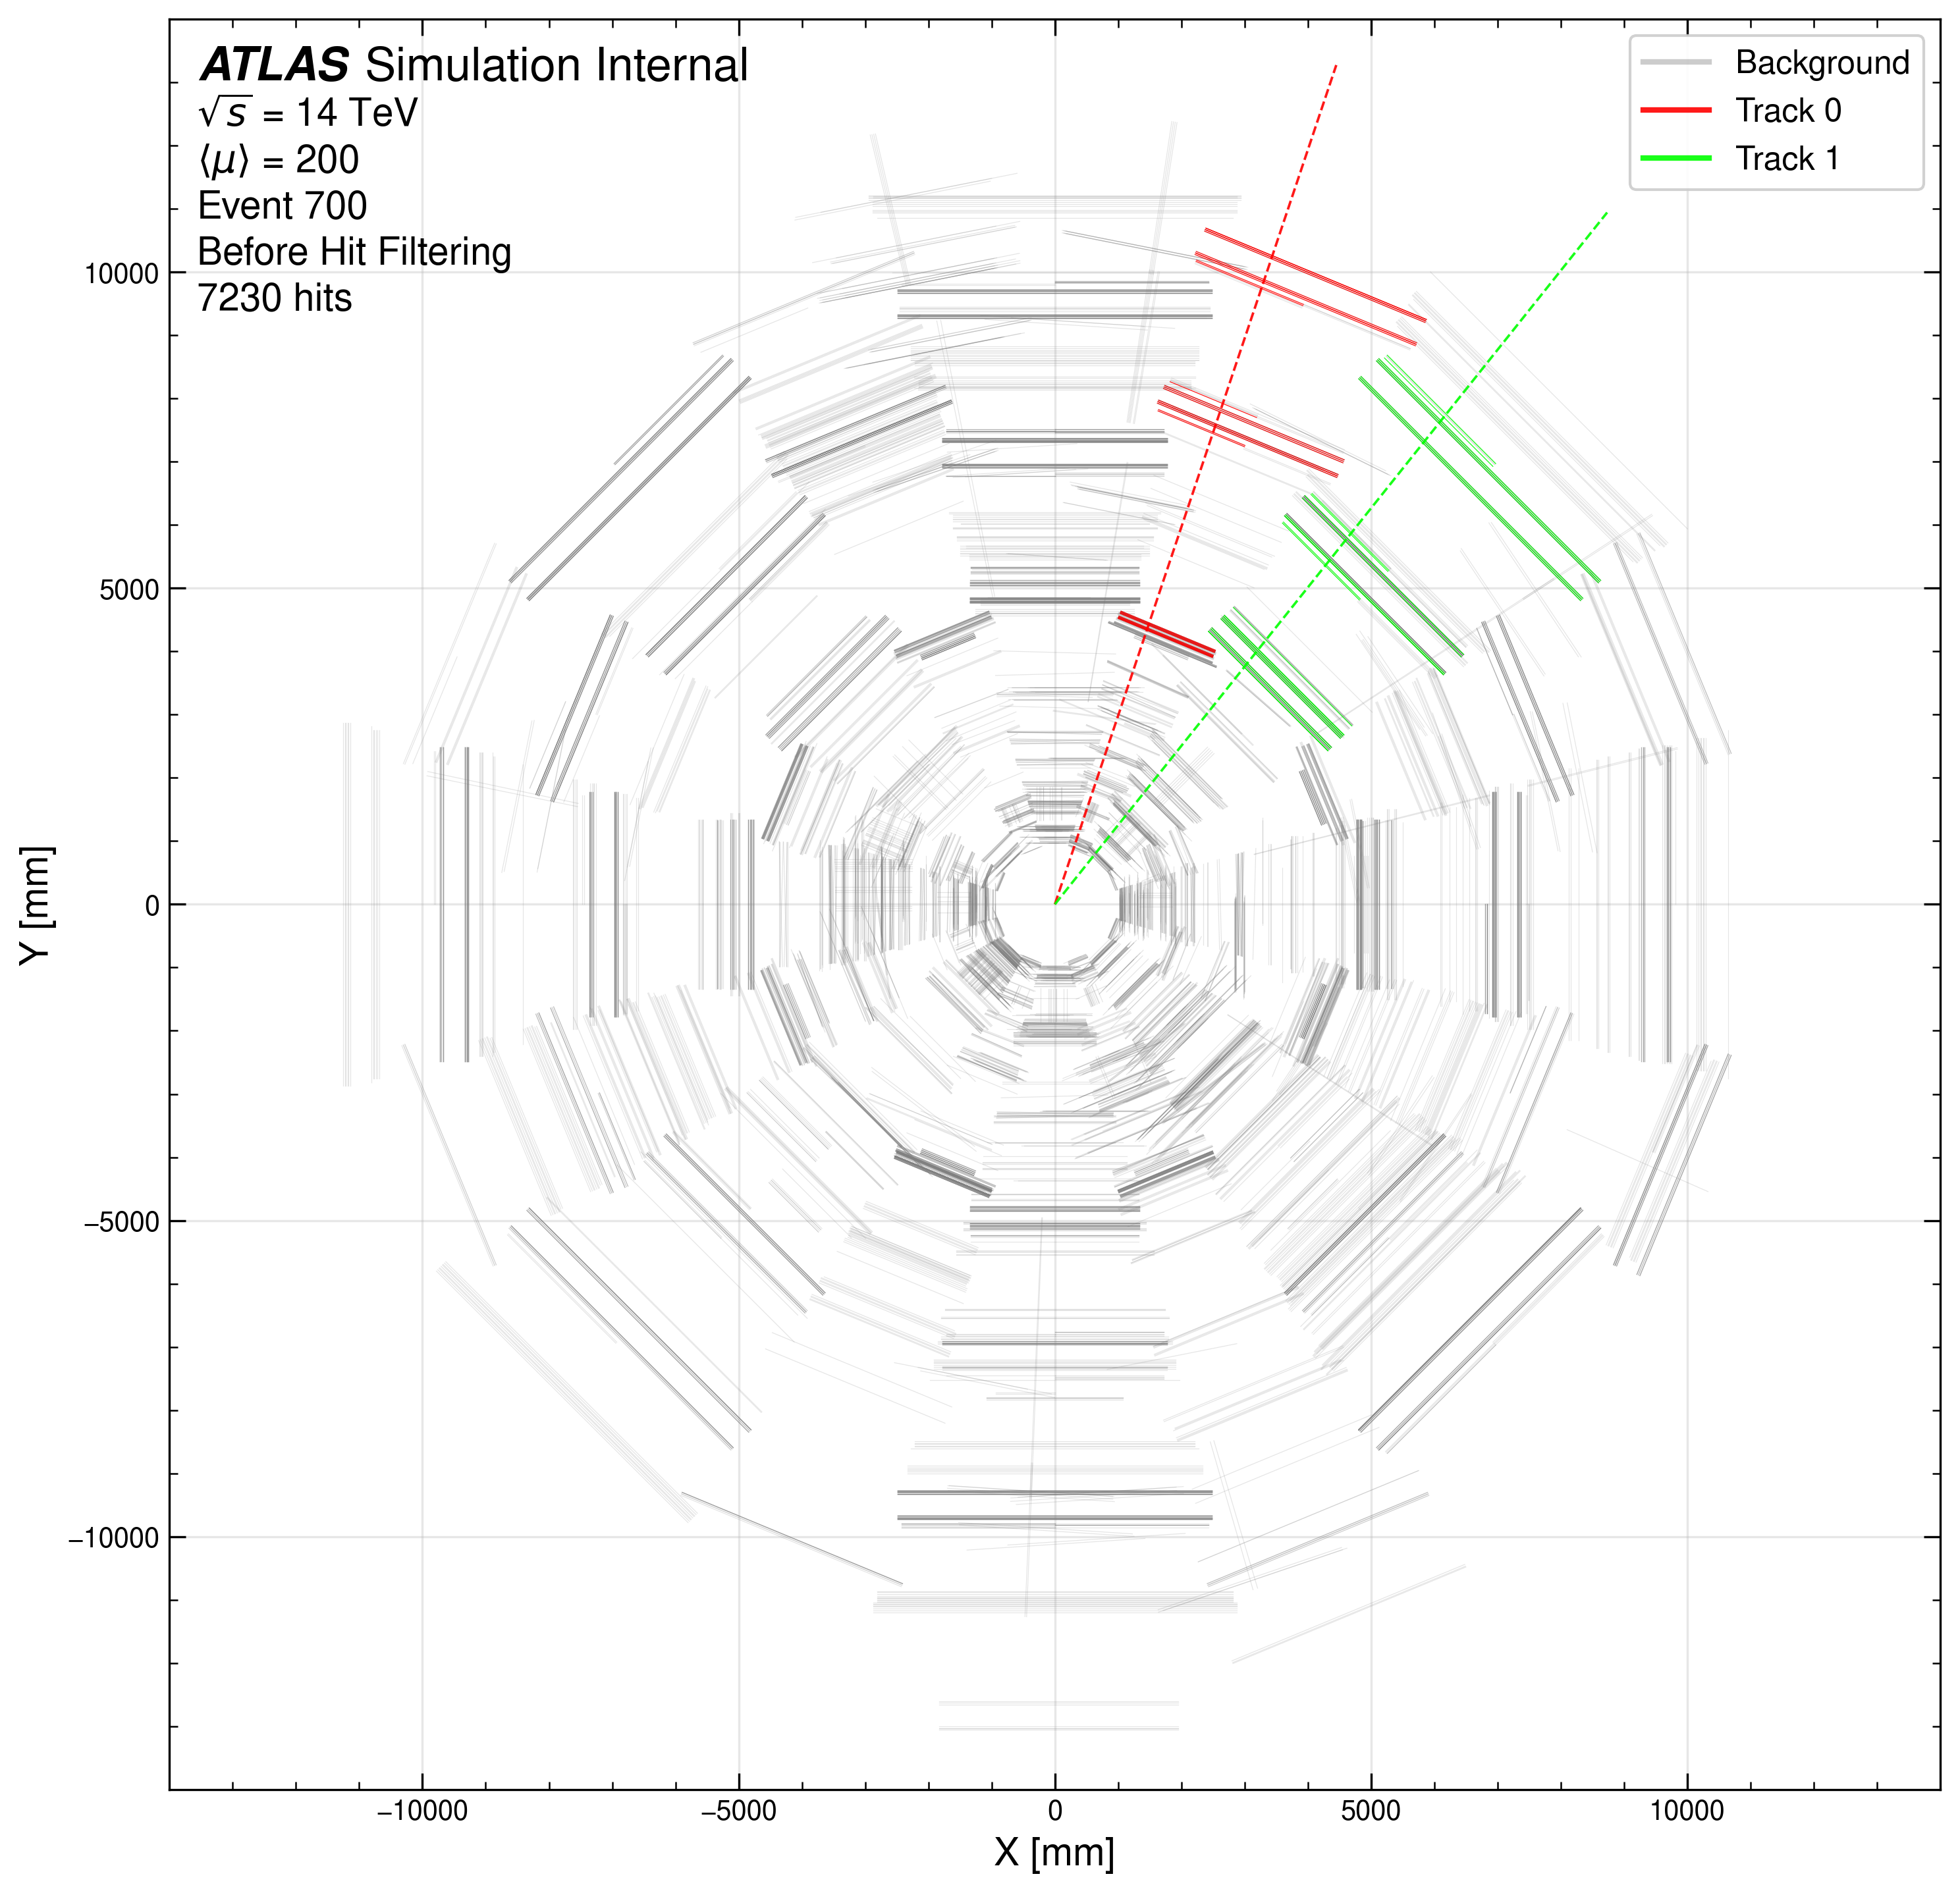 ATLAS Simulation Internal
√s = 14 TeV
⟨μ⟩ = 200
Event 700
Before Hit Filtering
7230 hits
Background
Track 0
Track 1
10000
5000
0
−5000
−10000
Y [mm]
−10000
−5000
0
5000
10000
X [mm]